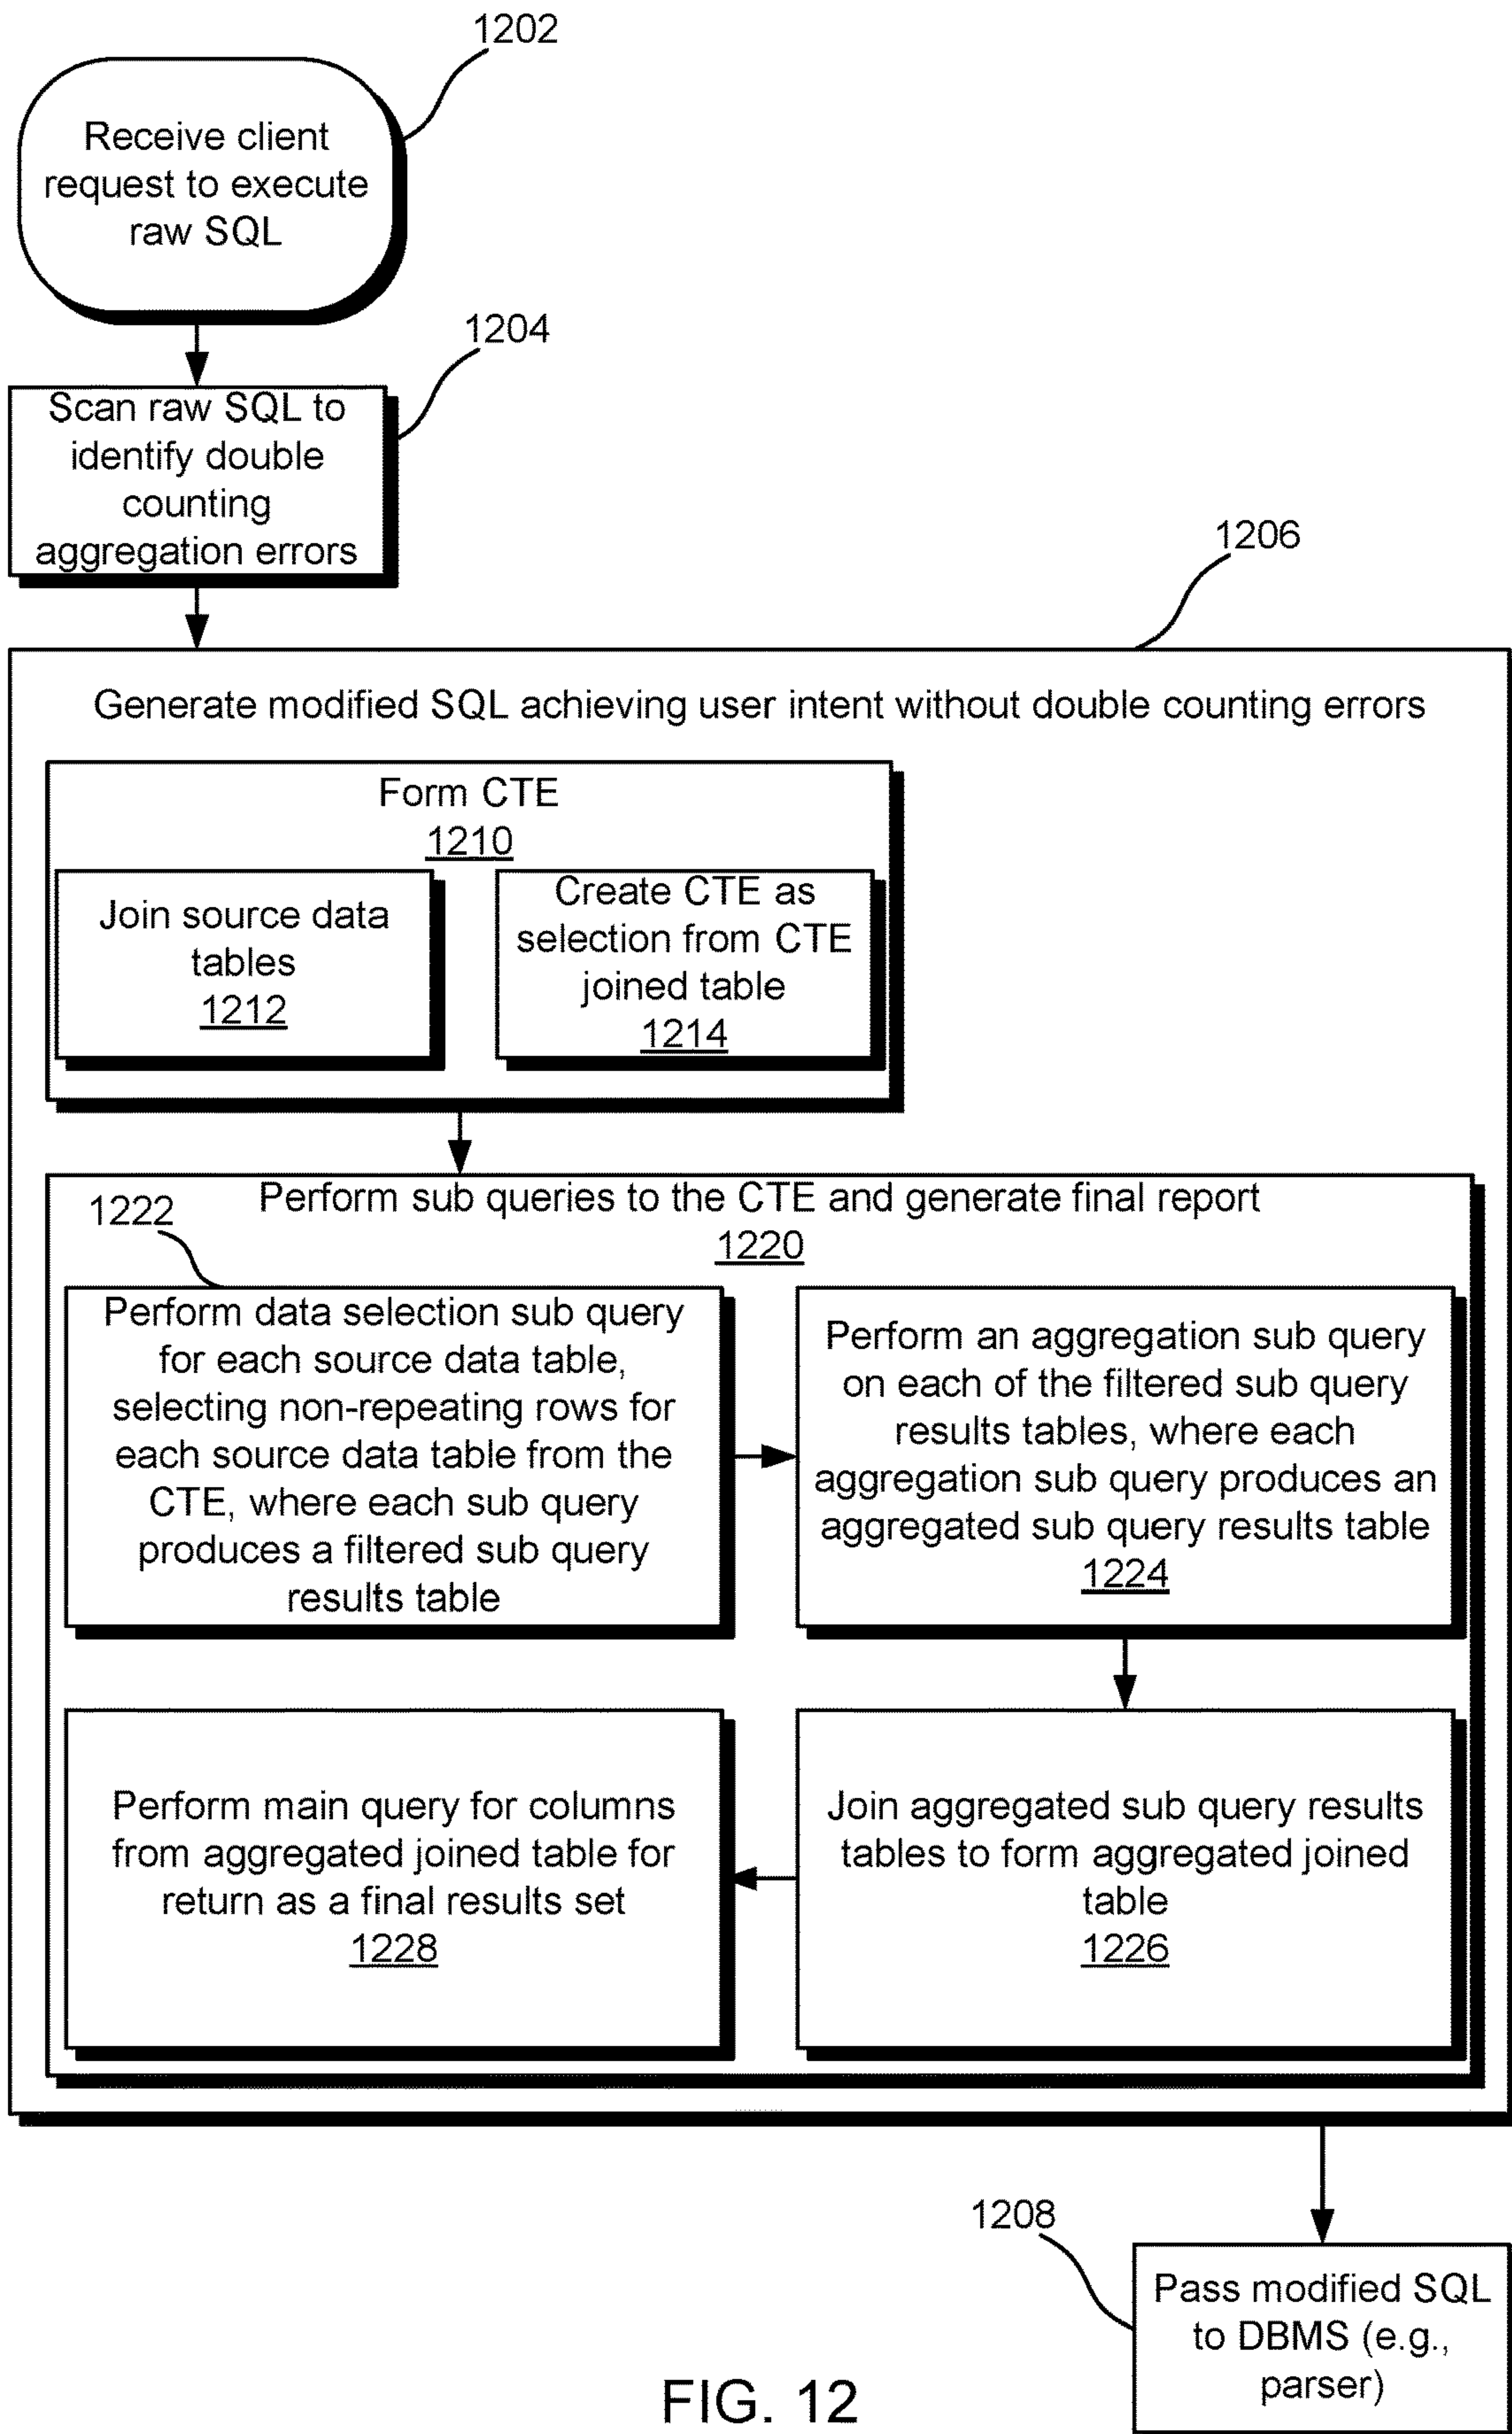 1202
Receive client
request to execute
raw SQL
1204
Scan raw SQL to
identify double
counting
aggregation errors
1206
Generate modified SQL achieving user intent without double counting errors
Form CTE
1210
Join source data
tables
1212
Create CTE as
selection from CTE
joined table
1214
Perform sub queries to the CTE and generate final report
1220
1222
Perform data selection sub query
for each source data table,
selecting non-repeating rows for
each source data table from the
CTE, where each sub query
produces a filtered sub query
results table
Perform an aggregation sub query
on each of the filtered sub query
results tables, where each
aggregation sub query produces an
aggregated sub query results table
1224
Perform main query for columns
from aggregated joined table for
return as a final results set
1228
Join aggregated sub query results
tables to form aggregated joined
table
1226
1208
Pass modified SQL
to DBMS (e.g.,
parser)
FIG. 12